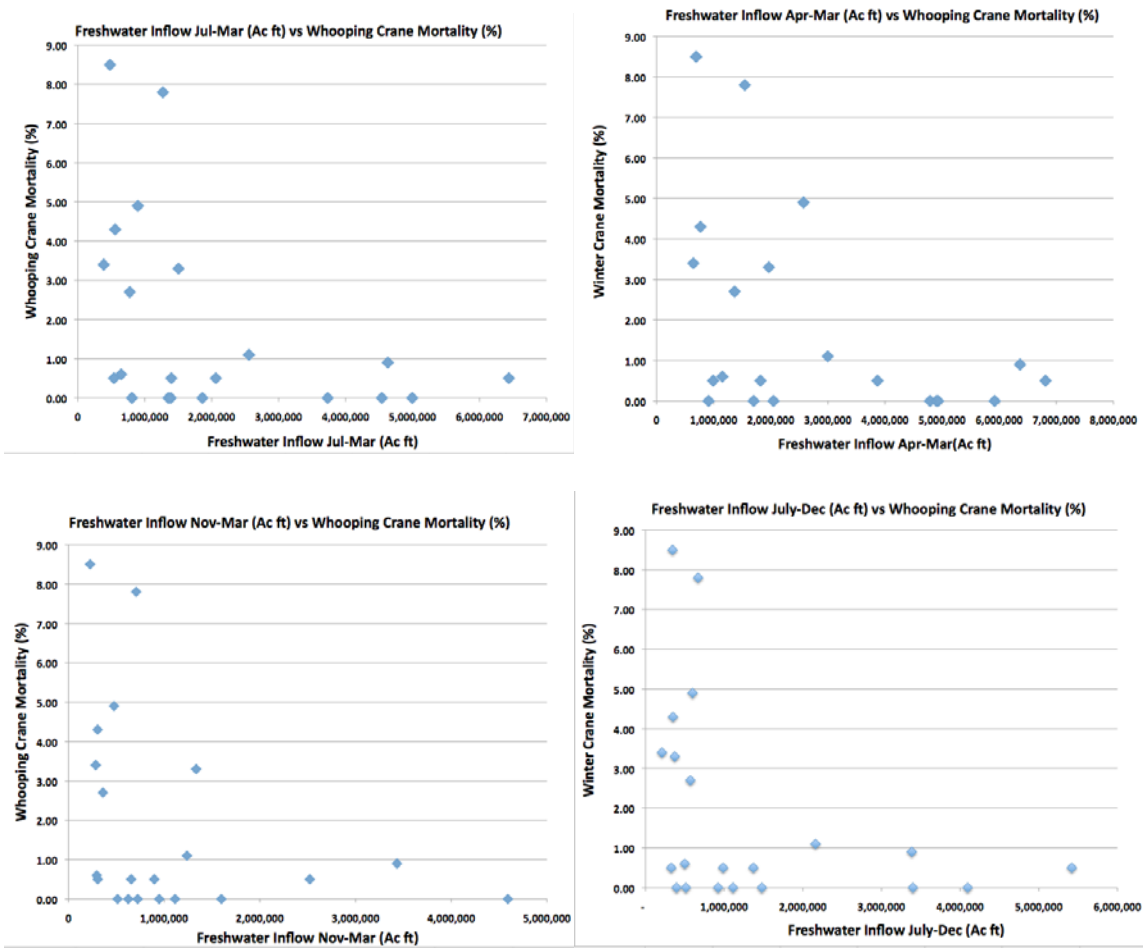 Freshwater Inflow Jul-Mar (Ac ft) vs Whooping Crane Mortality (%)
9.00
8.00
7.00
6.00
5.00
4.00
3.00
2.00
1.00
0.00
Whooping Crane Mortality (%)
0 1,000,000 2,000,000 3,000,000 4,000,000 5,000,000 6,000,000 7,000,000
Freshwater Inflow Jul-Mar (Ac ft)
Freshwater Inflow Apr-Mar (Ac ft) vs Whooping Crane Mortality (%)
9.00
8.00
7.00
6.00
5.00
4.00
3.00
2.00
1.00
0.00
Winter Crane Mortality (%)
0 1,000,000 2,000,000 3,000,000 4,000,000 5,000,000 6,000,000 7,000,000 8,000,000
Freshwater Inflow Apr-Mar(Ac ft)
Freshwater Inflow Nov-Mar (Ac ft) vs Whooping Crane Mortality (%)
9.00
8.00
7.00
6.00
5.00
4.00
3.00
2.00
1.00
0.00
Whooping Crane Mortality (%)
0 1,000,000 2,000,000 3,000,000 4,000,000 5,000,000
Freshwater Inflow Nov-Mar (Ac ft)
Freshwater Inflow July-Dec (Ac ft) vs Whooping Crane Mortality (%)
9.00
8.00
7.00
6.00
5.00
4.00
3.00
2.00
1.00
0.00
Winter Crane Mortality (%)
- 1,000,000 2,000,000 3,000,000 4,000,000 5,000,000 6,000,000
Freshwater Inflow July-Dec (Ac ft)